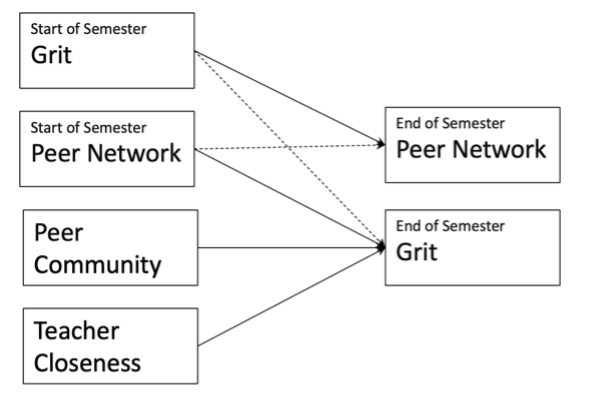 Start of Semester
Grit
Start of Semester
Peer Network
Peer
Community
Teacher
Closeness
End of Semester
Peer Network
End of Semester
Grit